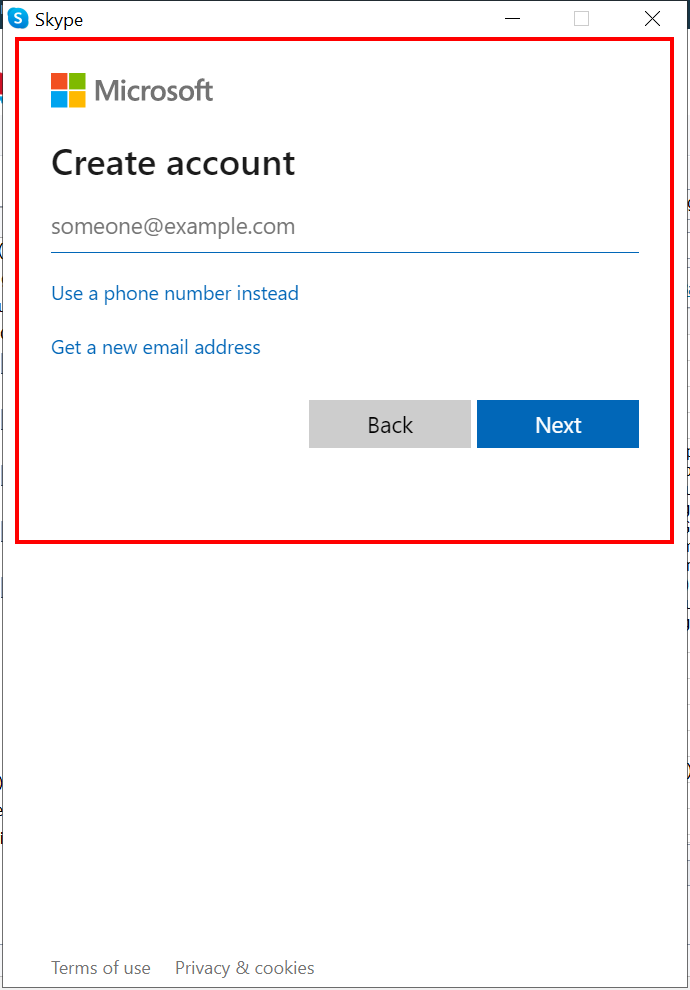 Skype
Microsoft
Create account
someone@example.com
Use a phone number instead
Get a new email address
Back Next
Terms of use Privacy & cookies